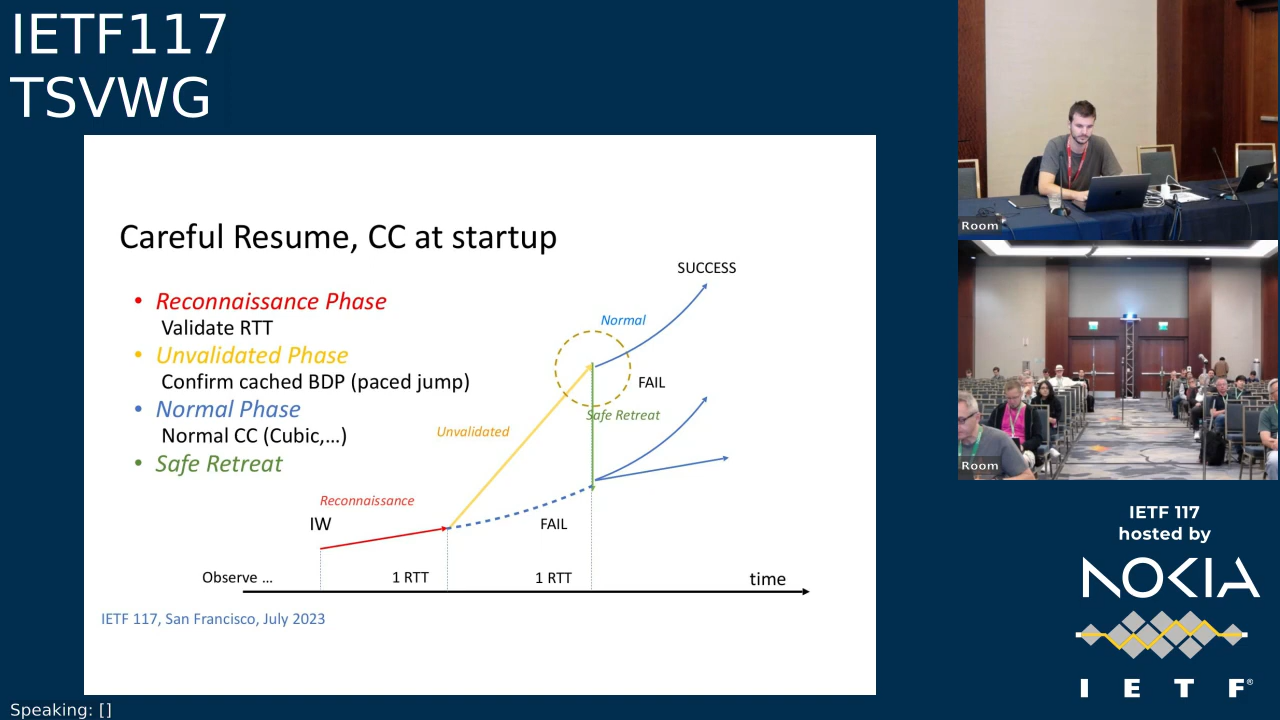 IETF117
TSVWG
Careful Resume, CC at startup
• Reconnaissance Phase
Validate RTT
• Unvalidated Phase
Confirm cached BDP (paced jump)
• Normal Phase
Normal CC (Cubic,...)
• Safe Retreat
SUCCESS
Normal
FAIL
Safe Retreat
Unvalidated
Reconnaissance
IW
FAIL
Observe ...
1 RTT
1 RTT
time
IETF 117, San Francisco, July 2023
Room
Room
IETF 117
hosted by
NOKIA
I E T F®
Speaking: []